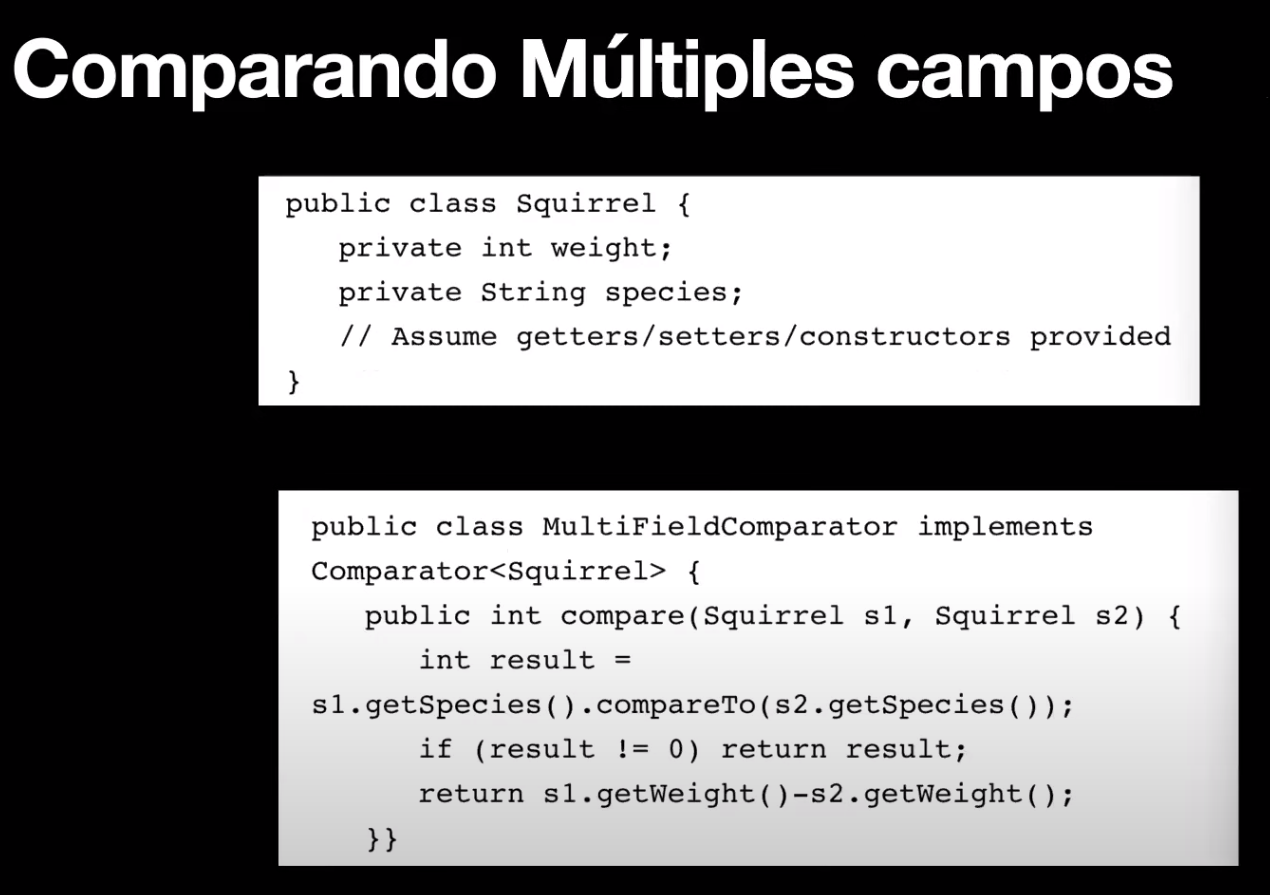 Comparando Múltiples campos
public class Squirrel {
private int weight;
private String species;
// Assume getters/setters/constructors provided
}
public class MultiFieldComparator implements
Comparator<Squirrel> {
public int compare(Squirrel s1, Squirrel s2) {
int result =
s1.getSpecies().compareTo(s2.getSpecies());
if (result != 0) return result;
return s1.getWeight()-s2.getWeight();
}}